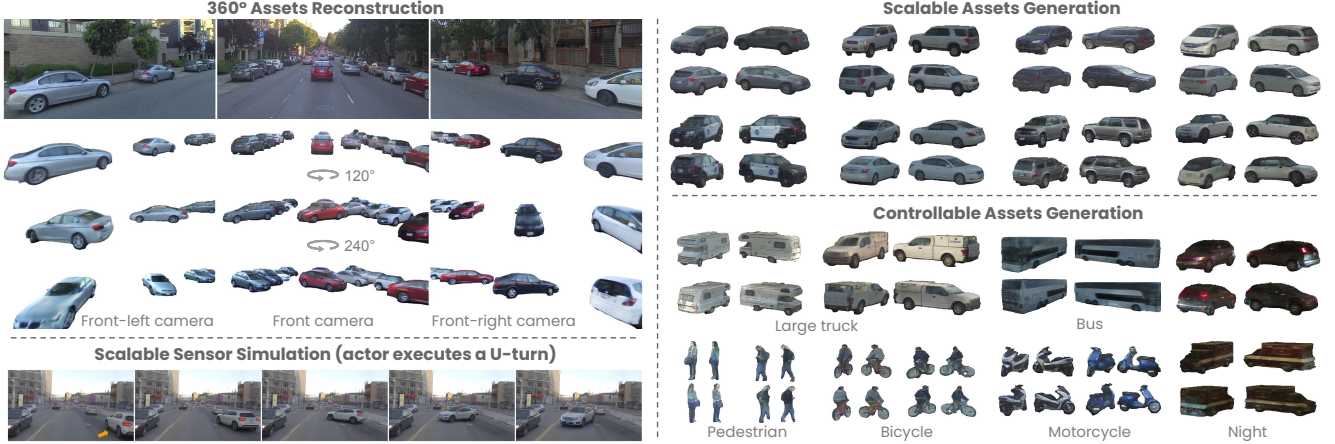 360° Assets Reconstruction
120°
240°
Front-left camera
Front camera
Front-right camera
Scalable Sensor Simulation (actor executes a U-turn)
Scalable Assets Generation
Controllable Assets Generation
Large truck
Bus
Pedestrian
Bicycle
Motorcycle
Night